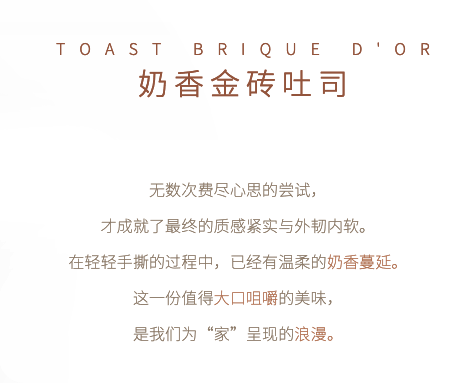 TOAST BRIQUE D'OR
奶香金砖吐司
无数次费尽心思的尝试，
才成就了最终的质感紧实与外韧内软。
在轻轻手撕的过程中，已经有温柔的奶香蔓延。
这一份值得大口咀嚼的美味，
是我们为“家”呈现的浪漫。